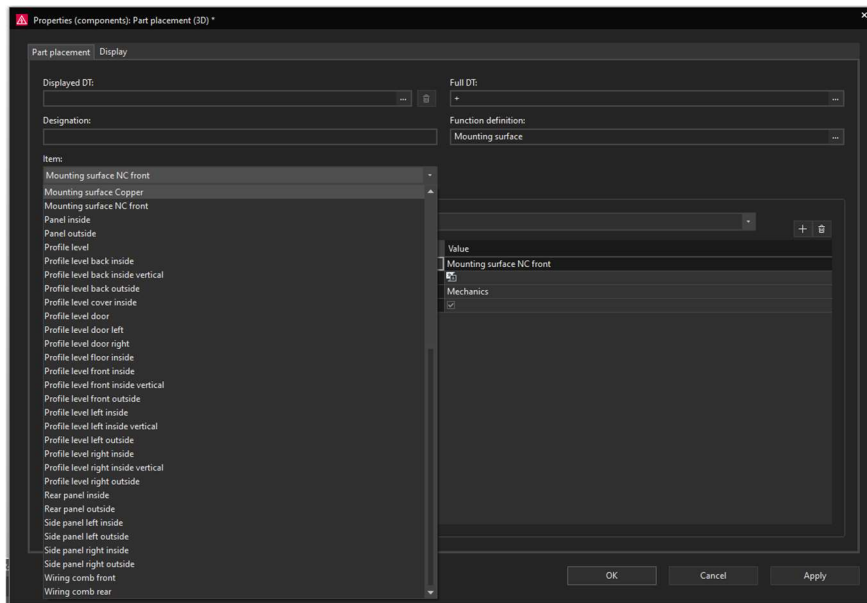 Properties (components): Part placement (3D) *
Part placement Display
Displayed DT: Full DT:
... + ...
Designation: Function definition:
Mounting surface ...
Item:
Mounting surface NC front
Mounting surface Copper
Mounting surface NC front
Panel inside
Panel outside
Profile level
Profile level back inside
Profile level back inside vertical
Profile level back outside
Profile level cover inside
Profile level door
Profile level door left
Profile level door right
Profile level floor inside
Profile level front inside
Profile level front inside vertical
Profile level front outside
Profile level left inside
Profile level left inside vertical
Profile level left outside
Profile level right inside
Profile level right inside vertical
Profile level right outside
Rear panel inside
Rear panel outside
Side panel left inside
Side panel left outside
Side panel right inside
Side panel right outside
Wiring comb front
Wiring comb rear
Value
Mounting surface NC front
Mechanics
OK Cancel Apply